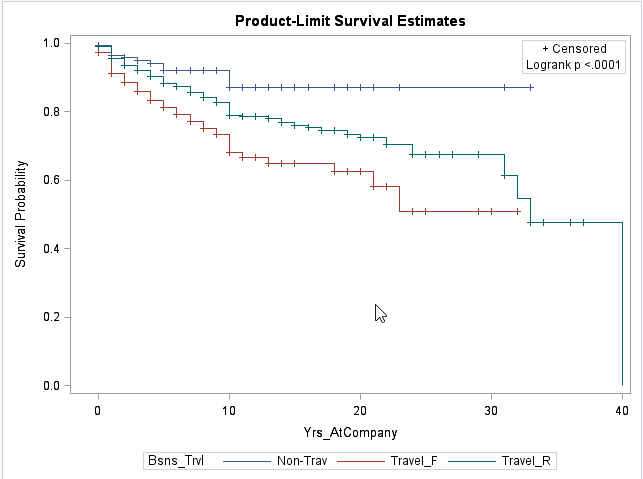 Product-Limit Survival Estimates
+ Censored
Logrank p <.0001
1.0
0.8
0.6
0.4
0.2
0.0
Survival Probability
0 10 20 30 40
Yrs_AtCompany
Bsns_Trvl Non-Trav Travel_F Travel_R